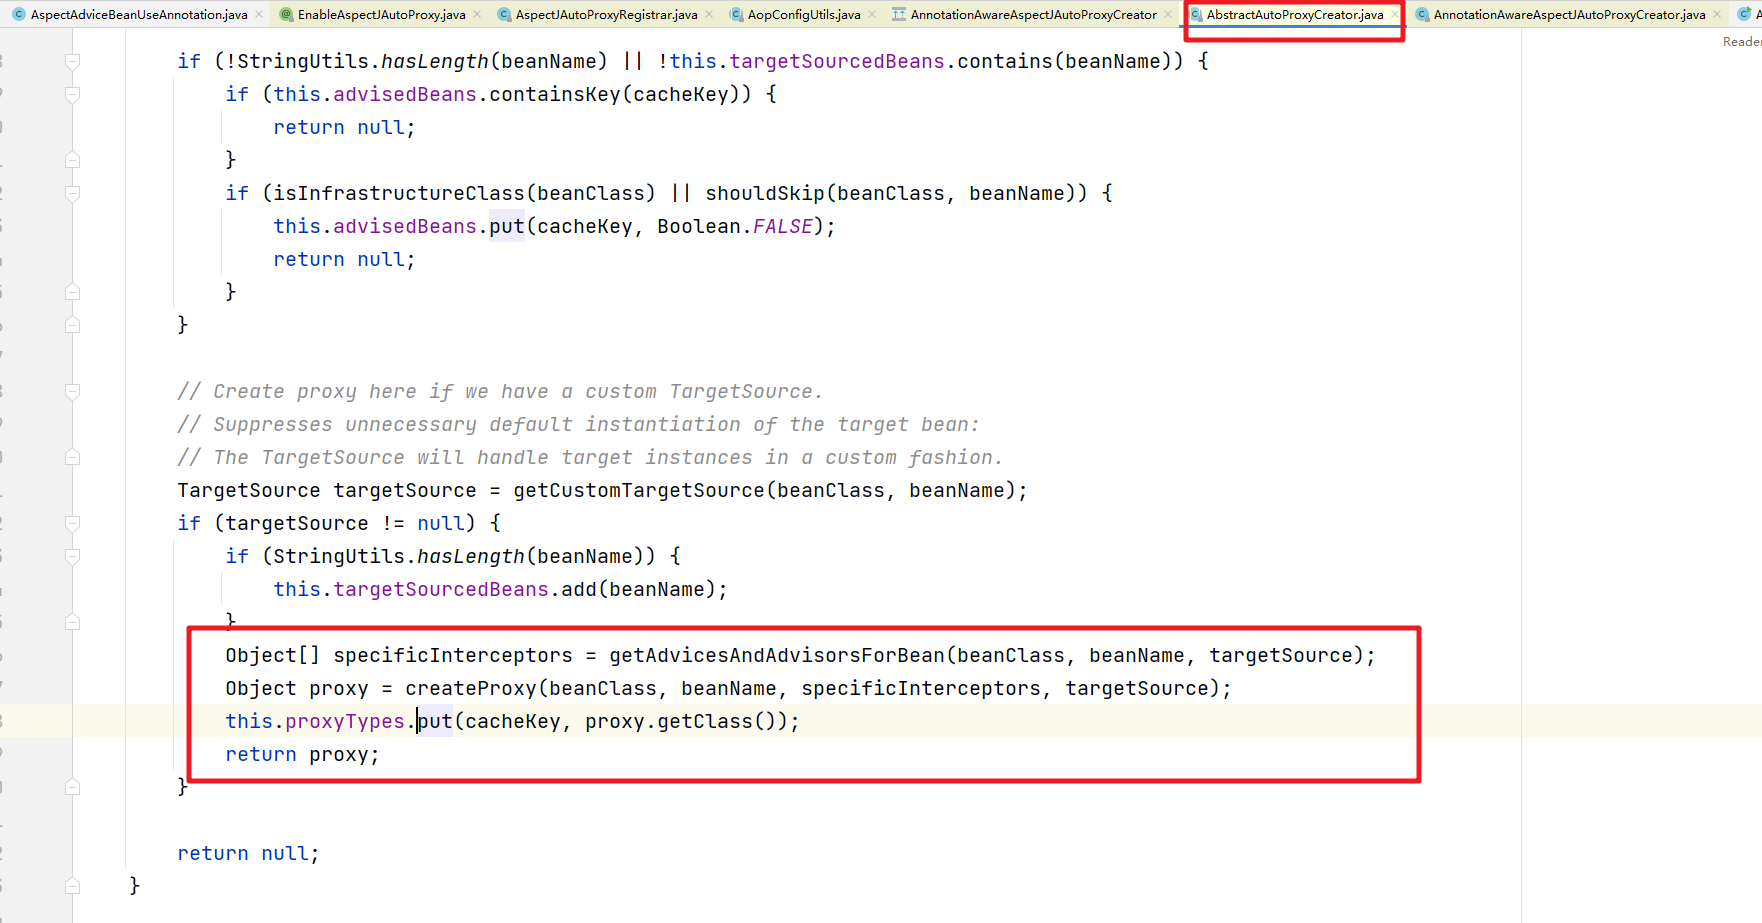 AspectAdviceBeanUseAnnotation.java EnableAspectJAutoProxy.java AspectJAutoProxyRegistrar.java AopConfigUtils.java AnnotationAwareAspectJAutoProxyCreator AbstractAutoProxyCreator.java AnnotationAwareAspectJAutoProxyCreator.java
Reader
if (!StringUtils.hasLength(beanName) || !this.targetSourcedBeans.contains(beanName)) {
if (this.advisedBeans.containsKey(cacheKey)) {
return null;
}
if (isInfrastructureClass(beanClass) || shouldSkip(beanClass, beanName)) {
this.advisedBeans.put(cacheKey, Boolean.FALSE);
return null;
}
}
// Create proxy here if we have a custom TargetSource.
// Suppresses unnecessary default instantiation of the target bean:
// The TargetSource will handle target instances in a custom fashion.
TargetSource targetSource = getCustomTargetSource(beanClass, beanName);
if (targetSource != null) {
if (StringUtils.hasLength(beanName)) {
this.targetSourcedBeans.add(beanName);
}
Object[] specificInterceptors = getAdvicesAndAdvisorsForBean(beanClass, beanName, targetSource);
Object proxy = createProxy(beanClass, beanName, specificInterceptors, targetSource);
this.proxyTypes.put(cacheKey, proxy.getClass());
return proxy;
}
return null;
}